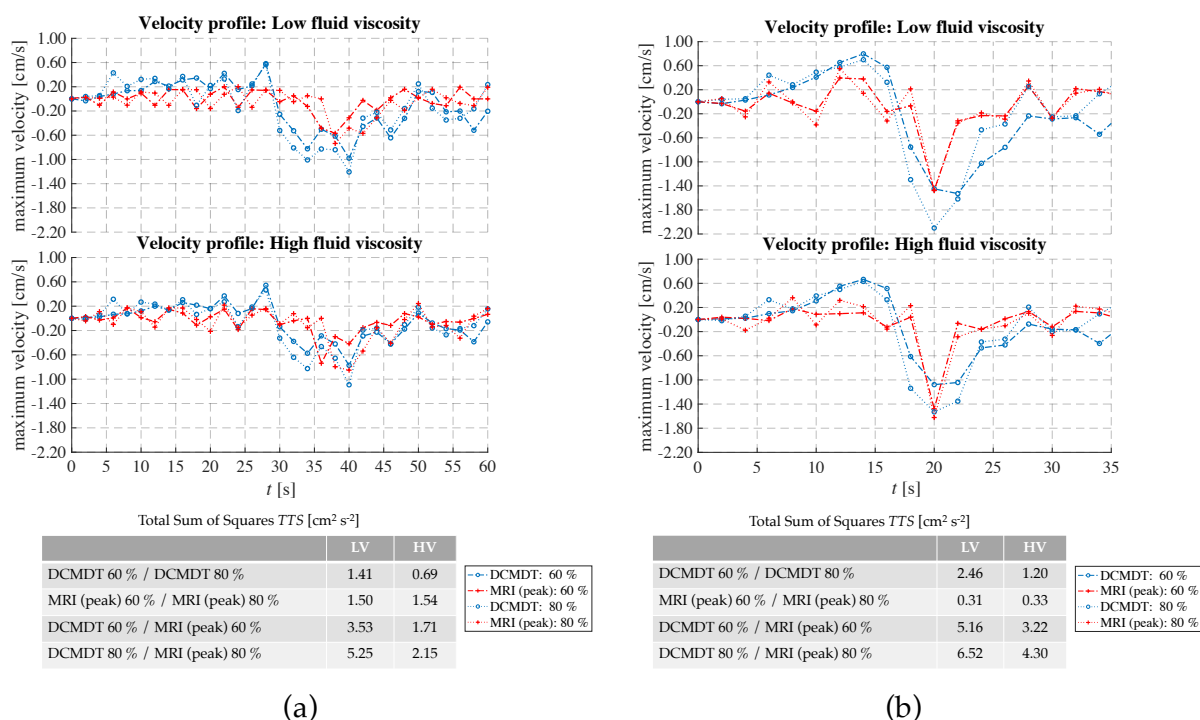 Velocity profile: Low fluid viscosity
maximum velocity [cm/s]
1.00
0.60
0.20
-0.20
-0.60
-1.00
-1.40
-1.80
-2.20
Velocity profile: High fluid viscosity
maximum velocity [cm/s]
1.00
0.60
0.20
-0.20
-0.60
-1.00
-1.40
-1.80
-2.20
0 5 10 15 20 25 30 35 40 45 50 55 60
t [s]
Total Sum of Squares TTS [cm² s-²]
LV HV
DCMDT 60 % / DCMDT 80 % 1.41 0.69
MRI (peak) 60 % / MRI (peak) 80 % 1.50 1.54
DCMDT 60 % / MRI (peak) 60 % 3.53 1.71
DCMDT 80 % / MRI (peak) 80 % 5.25 2.15
DCMDT: 60 %
MRI (peak): 60 %
DCMDT: 80 %
MRI (peak): 80 %
(a)
Velocity profile: Low fluid viscosity
maximum velocity [cm/s]
1.00
0.60
0.20
-0.20
-0.60
-1.00
-1.40
-1.80
-2.20
Velocity profile: High fluid viscosity
maximum velocity [cm/s]
1.00
0.60
0.20
-0.20
-0.60
-1.00
-1.40
-1.80
-2.20
0 5 10 15 20 25 30 35
t [s]
Total Sum of Squares TTS [cm² s-²]
LV HV
DCMDT 60 % / DCMDT 80 % 2.46 1.20
MRI (peak) 60 % / MRI (peak) 80 % 0.31 0.33
DCMDT 60 % / MRI (peak) 60 % 5.16 3.22
DCMDT 80 % / MRI (peak) 80 % 6.52 4.30
DCMDT: 60 %
MRI (peak): 60 %
DCMDT: 80 %
MRI (peak): 80 %
(b)